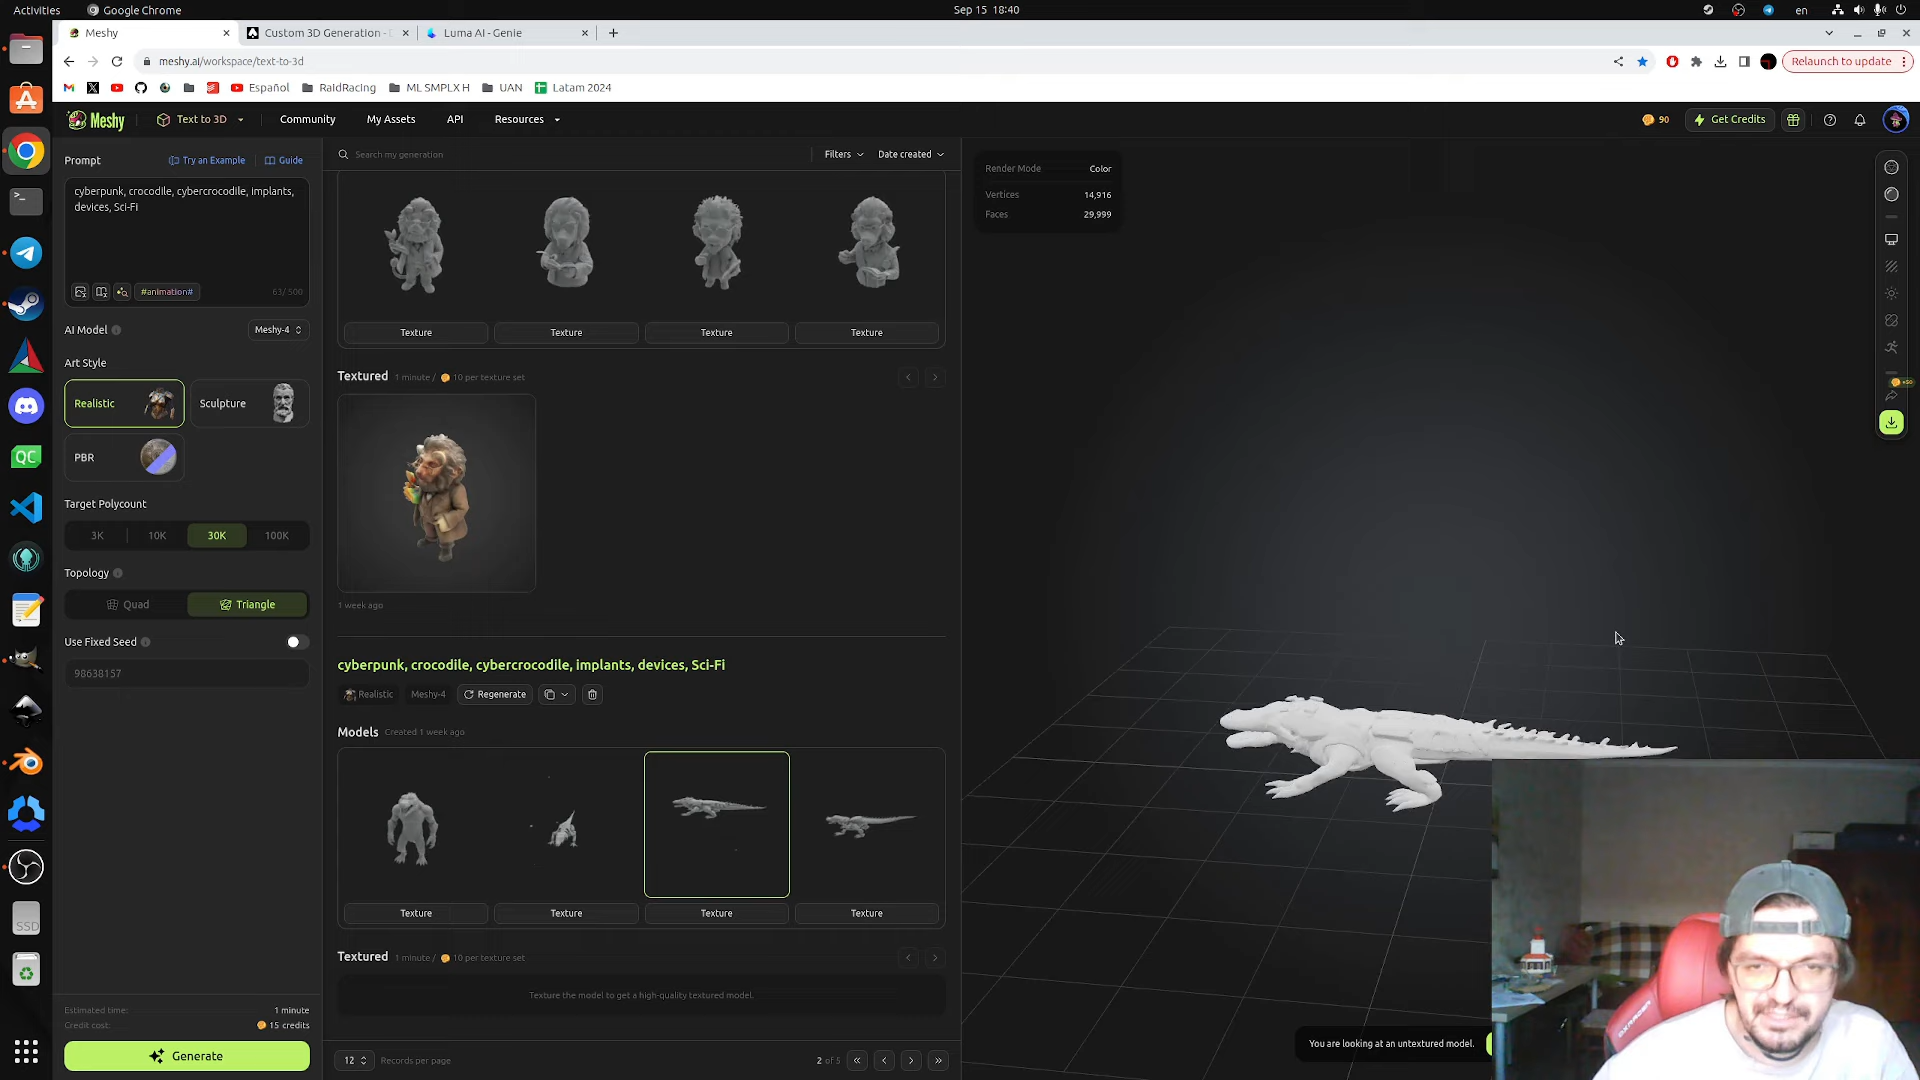 Activities
Google Chrome
Sep 15 18:40
en
Meshy
Custom 3D Generation -
Luma AI - Genie
meshy.ai/workspace/text-to-3d
Relaunch to update
Español
RaidRacing
ML SMPLX H
UAN
Latam 2024
Meshy
Text to 3D
Community
My Assets
API
Resources
90
Get Credits
Prompt
Try an Example
Guide
cyberpunk, crocodile, cybercrocodile, implants,
devices, Sci-Fi
#animation#
63/ 500
AI Model
Meshy-4
Art Style
Realistic
Sculpture
PBR
Target Polycount
3K
10K
30K
100K
Topology
Quad
Triangle
Use Fixed Seed
98638157
Estimated time:
1 minute
Credit cost:
15 credits
Generate
Search my generation
Filters
Date created
Texture
Texture
Texture
Texture
Textured
1 minute /
10 per texture set
1 week ago
cyberpunk, crocodile, cybercrocodile, implants, devices, Sci-Fi
Realistic
Meshy-4
Regenerate
Models
Created 1 week ago
Texture
Texture
Texture
Texture
Textured
1 minute /
10 per texture set
Texture the model to get a high-quality textured model.
12
Records per page
2 of 5
Render Mode
Color
Vertices
14,916
Faces
29,999
+50
You are looking at an untextured model.
QC
SSD